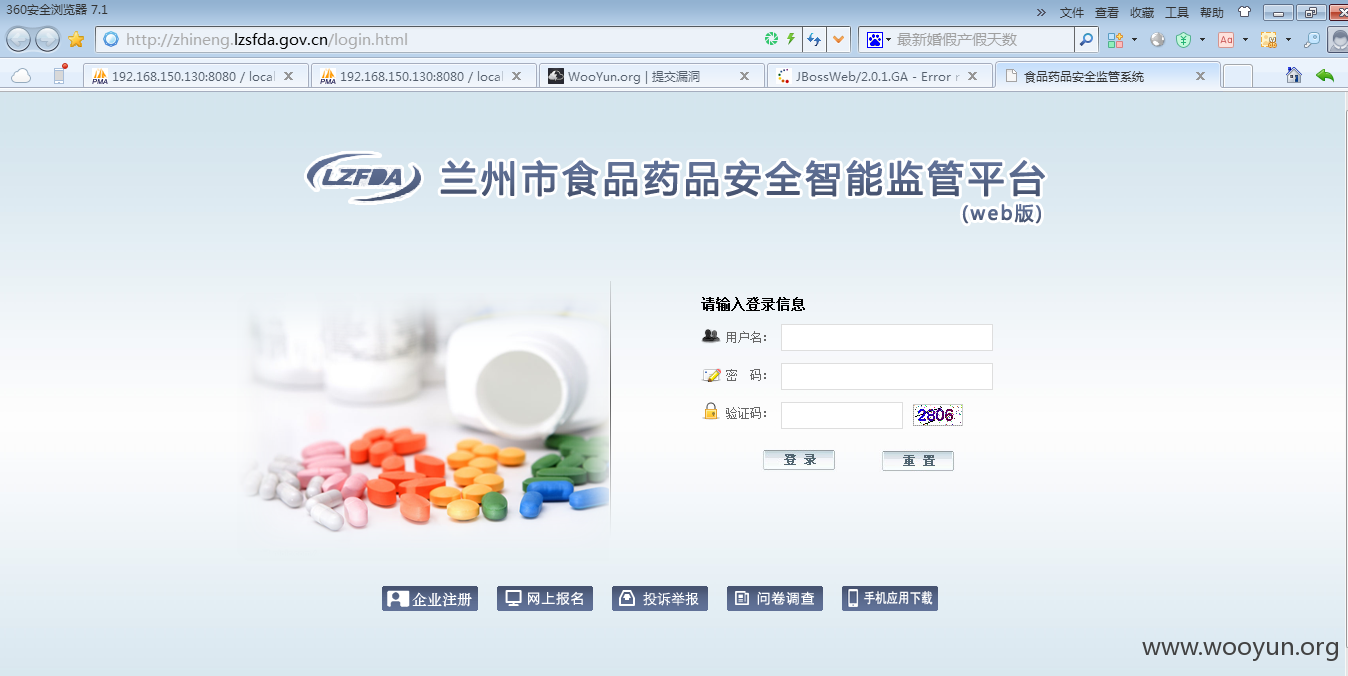 360安全浏览器 7.1
» 文件 查看 收藏 工具 帮助
http://zhineng.lzsfda.gov.cn/login.html
最新婚假产假天数
192.168.150.130:8080 / local
192.168.150.130:8080 / local
WooYun.org | 提交漏洞
JBossWeb/2.0.1.GA - Error r
食品药品安全监管系统
LZFDA 兰州市食品药品安全智能监管平台
(web版)
请输入登录信息
用户名:
密 码:
验证码: 2806
登 录 重 置
企业注册 网上报名 投诉举报 问卷调查 手机应用下载
www.wooyun.org